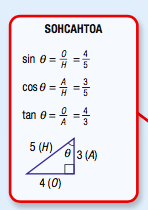 SOHCAHTOA
sin θ = O/H = 4/5
cos θ = A/H = 3/5
tan θ = O/A = 4/3
5 (H) θ 3 (A)
4 (O)